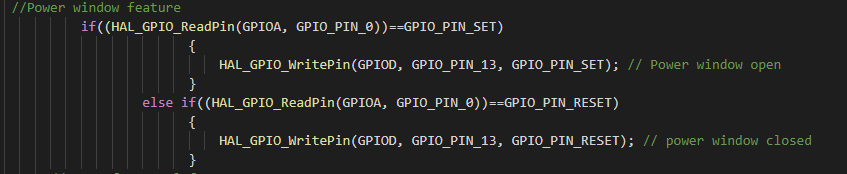 //Power window feature
if((HAL_GPIO_ReadPin(GPIOA, GPIO_PIN_0))==GPIO_PIN_SET)
{
HAL_GPIO_WritePin(GPIOD, GPIO_PIN_13, GPIO_PIN_SET); // Power window open
}
else if((HAL_GPIO_ReadPin(GPIOA, GPIO_PIN_0))==GPIO_PIN_RESET)
{
HAL_GPIO_WritePin(GPIOD, GPIO_PIN_13, GPIO_PIN_RESET); // power window closed
}